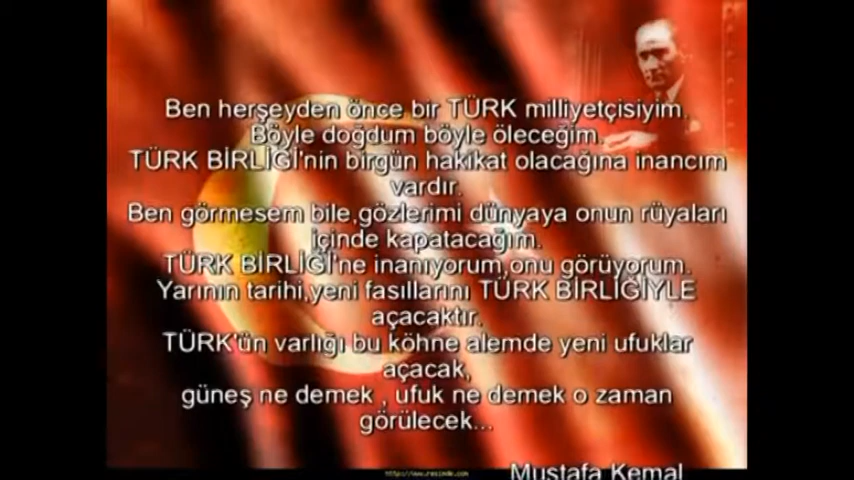 Ben herşeyden önce bir TÜRK milliyetçisiyim.
Böyle doğdum böyle öleceğim.
TÜRK BİRLİĞİ'nin birgün hakikat olacağına inancım
vardır.
Ben görmesem bile,gözlerimi dünyaya onun rüyaları
içinde kapatacağım.
TÜRK BİRLİĞİ'ne inanıyorum,onu görüyorum.
Yarının tarihi,yeni fasıllarını TÜRK BİRLİĞİYLE
açacaktır.
TÜRK'ün varlığı bu köhne alemde yeni ufuklar
açacak,
güneş ne demek , ufuk ne demek o zaman
görülecek...
Mustafa Kemal